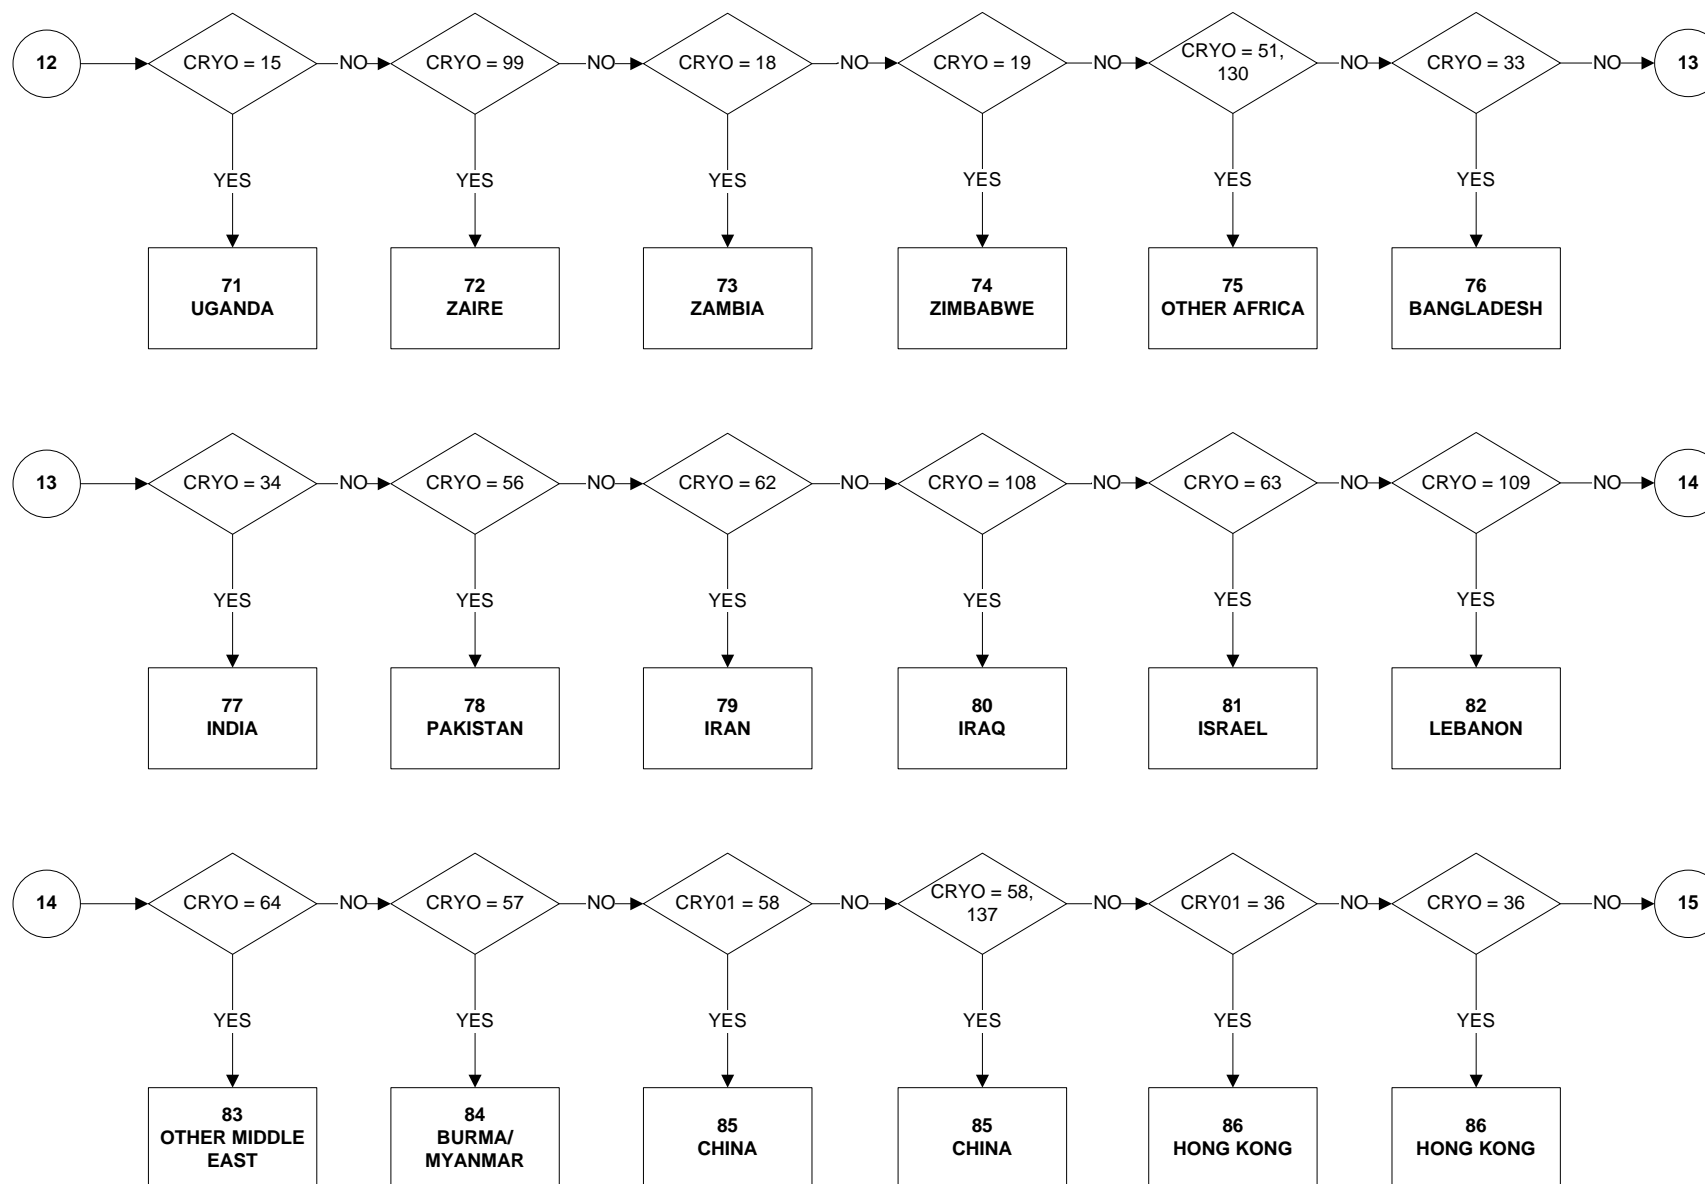 12
CRYO = 15
NO
CRYO = 99
NO
CRYO = 18
NO
CRYO = 19
NO
CRYO = 51,
130
NO
CRYO = 33
NO
13
YES
YES
YES
YES
YES
YES
71
UGANDA
72
ZAIRE
73
ZAMBIA
74
ZIMBABWE
75
OTHER AFRICA
76
BANGLADESH
13
CRYO = 34
NO
CRYO = 56
NO
CRYO = 62
NO
CRYO = 108
NO
CRYO = 63
NO
CRYO = 109
NO
14
YES
YES
YES
YES
YES
YES
77
INDIA
78
PAKISTAN
79
IRAN
80
IRAQ
81
ISRAEL
82
LEBANON
14
CRYO = 64
NO
CRYO = 57
NO
CRY01 = 58
NO
CRYO = 58,
137
NO
CRY01 = 36
NO
CRYO = 36
NO
15
YES
YES
YES
YES
YES
YES
83
OTHER MIDDLE
EAST
84
BURMA/
MYANMAR
85
CHINA
85
CHINA
86
HONG KONG
86
HONG KONG